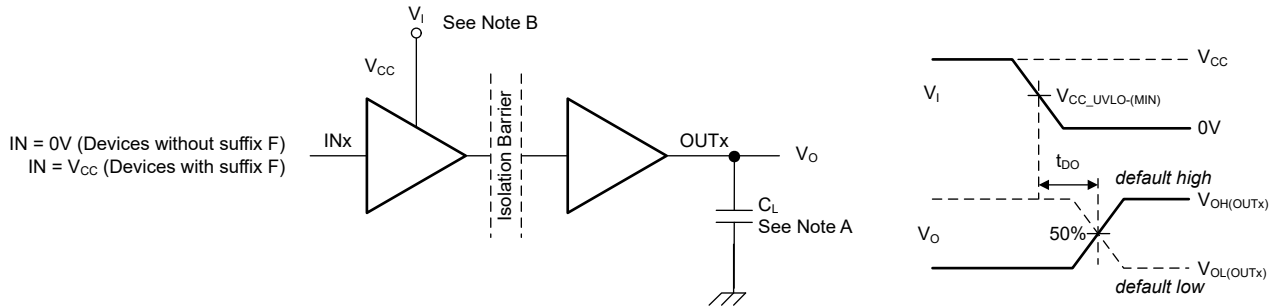 V_I
See Note B
V_CC
IN = 0V (Devices without suffix F)
IN = V_CC (Devices with suffix F)
INx
Isolation Barrier
OUTx
V_O
C_L
See Note A
V_CC
V_I
V_CC_UVLO-(MIN)
0V
t_DO
default high
V_OH(OUTx)
V_O
50%
V_OL(OUTx)
default low